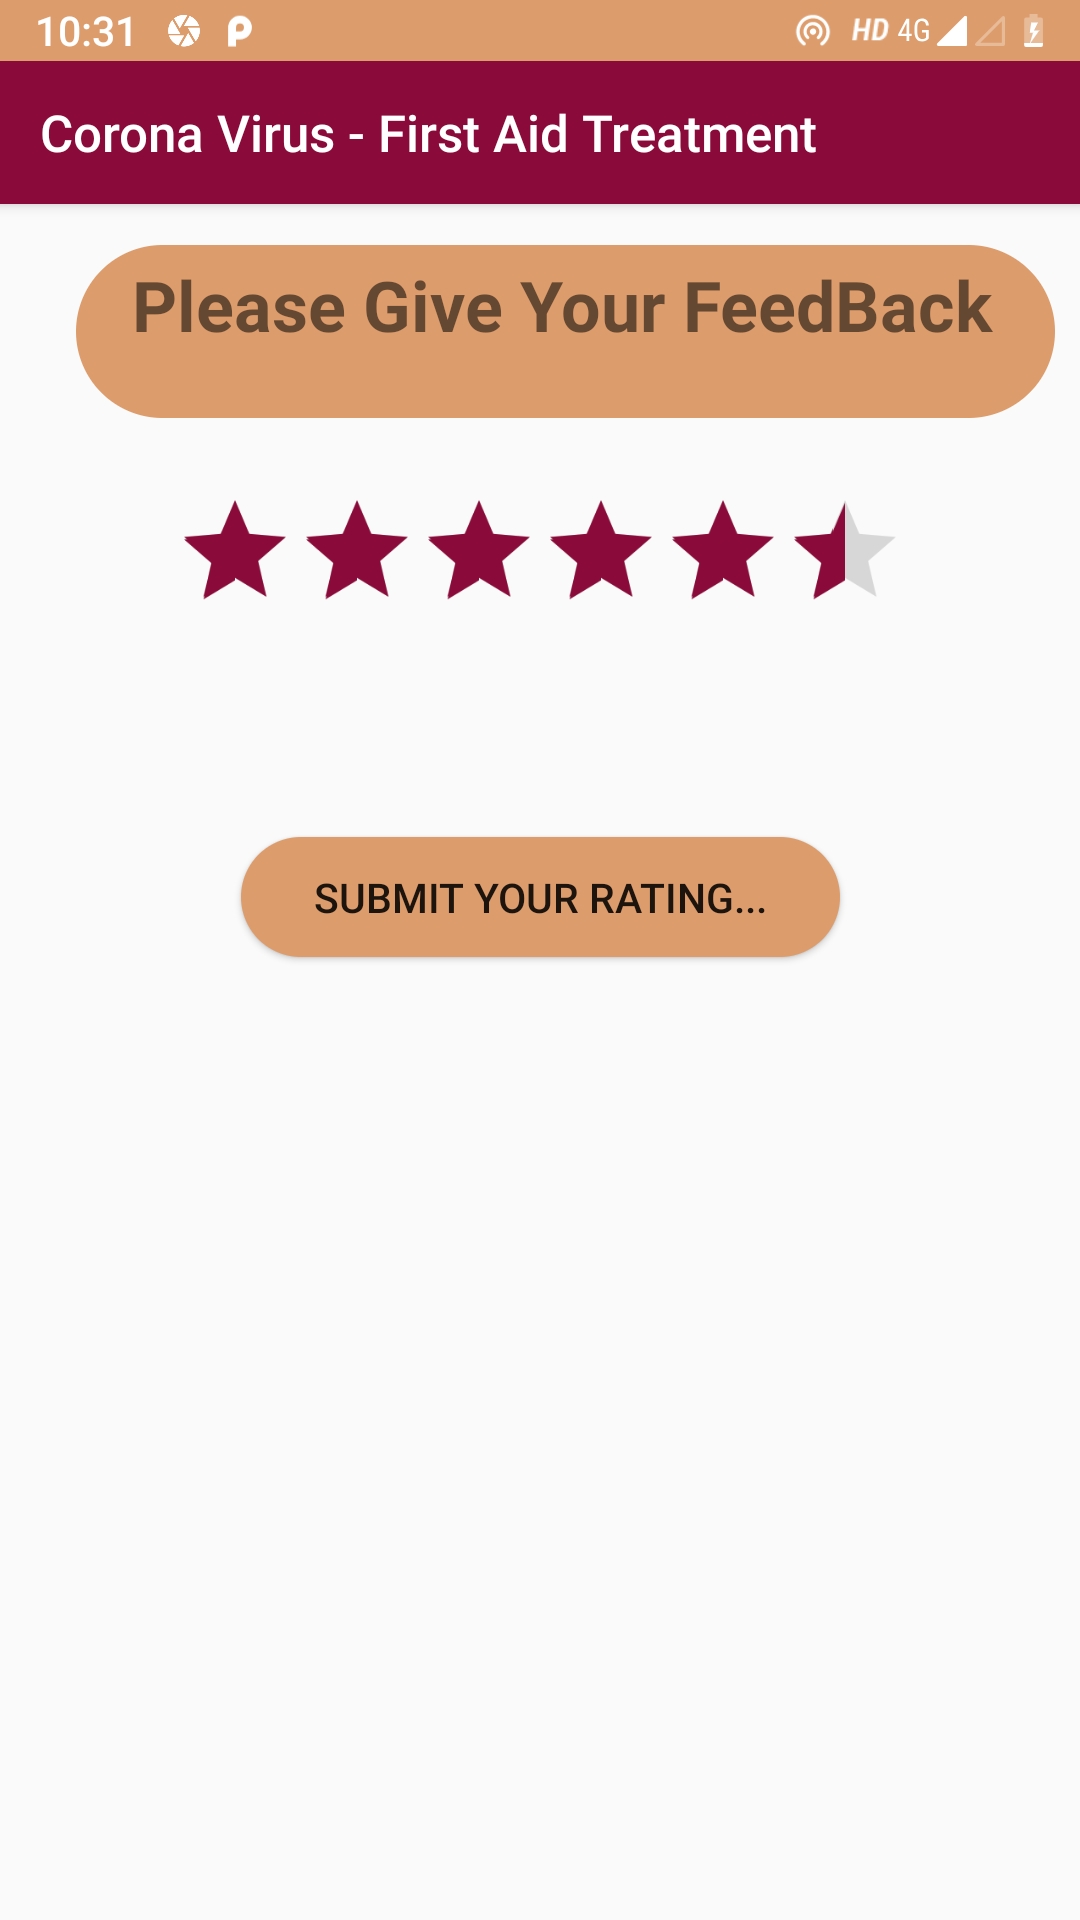 10:31 HD 4G
Corona Virus - First Aid Treatment
Please Give Your FeedBack
SUBMIT YOUR RATING...